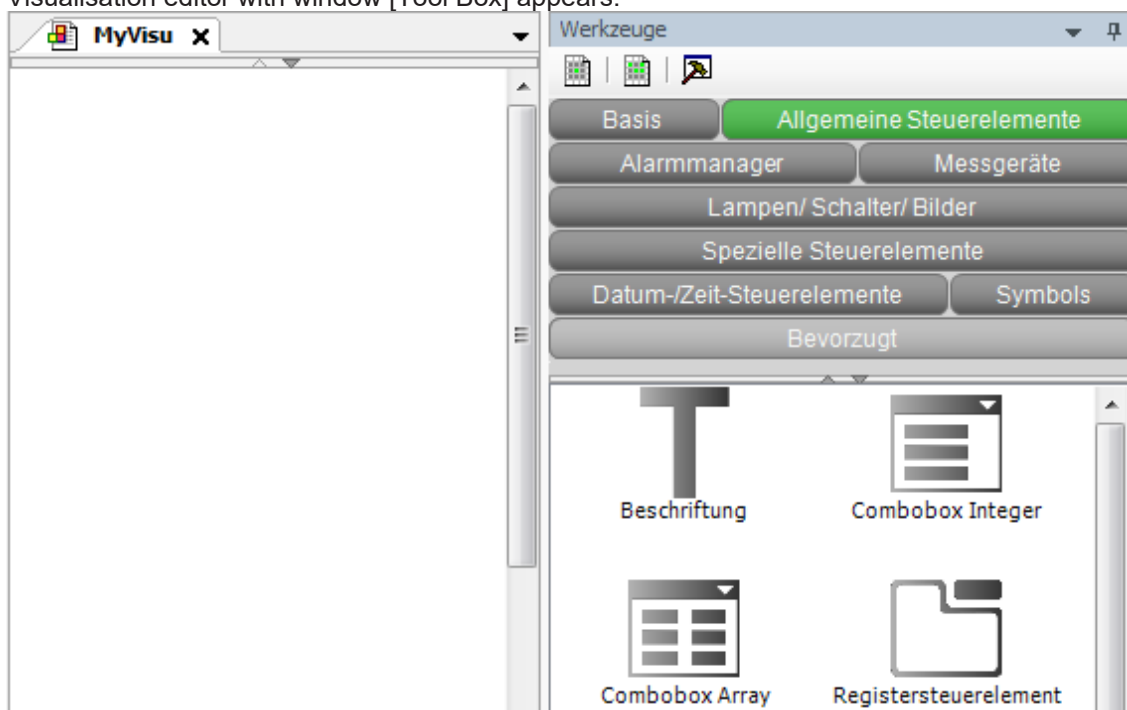 Visualisation editor with window [Tool Box] appears.
MyVisu
Werkzeuge
Basis
Allgemeine Steuerelemente
Alarmmanager
Messgeräte
Lampen/ Schalter/ Bilder
Spezielle Steuerelemente
Datum-/Zeit-Steuerelemente
Symbols
Bevorzugt
Beschriftung
Combobox Integer
Combobox Array
Registersteuerelement